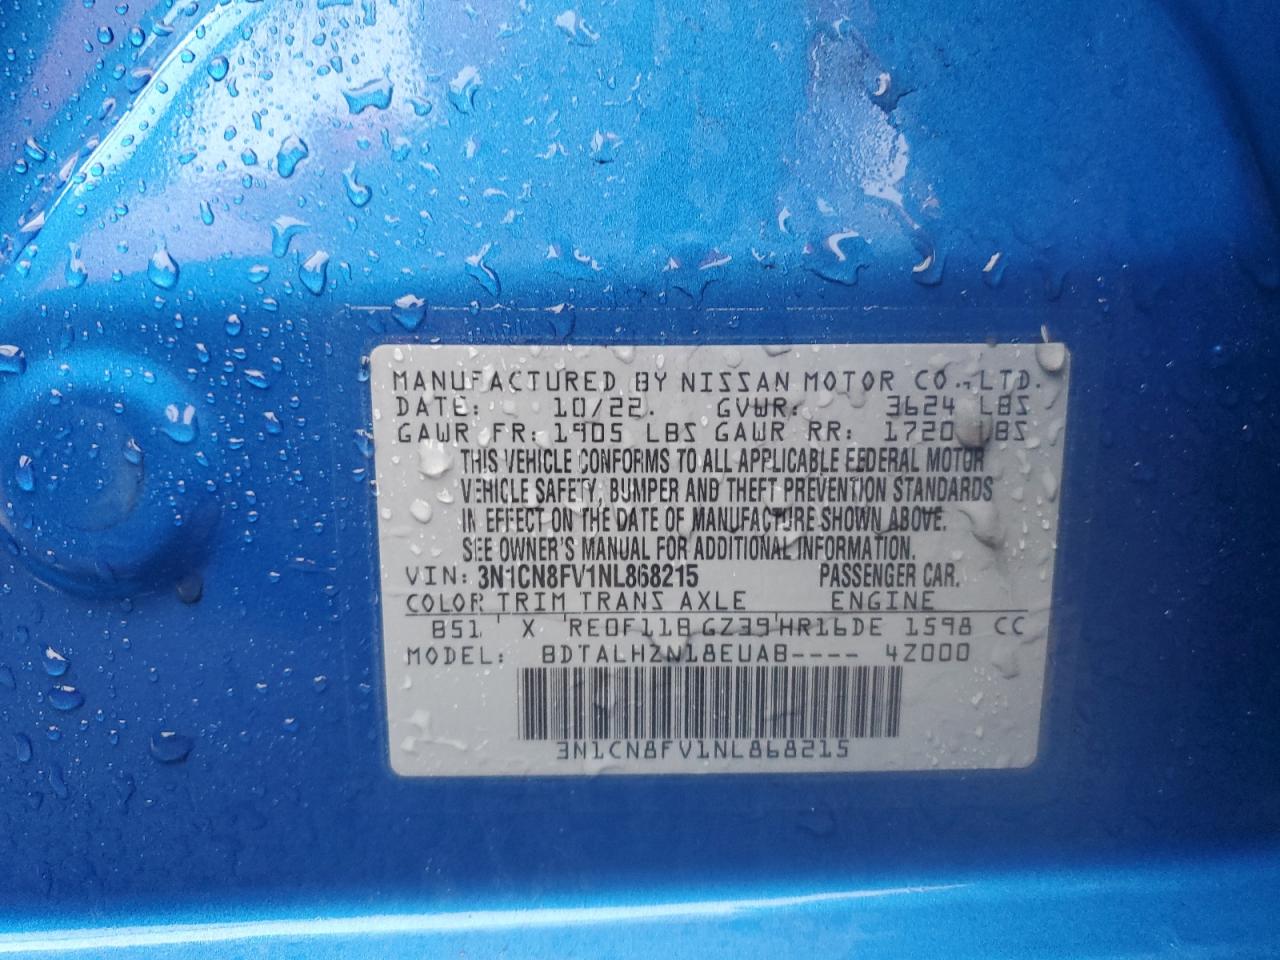 MANUFACTURED BY NISSAN MOTOR CO., LTD.
DATE: 10/22. GVWR: 3624 LBS
GAWR FR: 1905 LBS GAWR RR: 1720 LBS
THIS VEHICLE CONFORMS TO ALL APPLICABLE FEDERAL MOTOR
VEHICLE SAFETY, BUMPER AND THEFT PREVENTION STANDARDS
IN EFFECT ON THE DATE OF MANUFACTURE SHOWN ABOVE.
SEE OWNER'S MANUAL FOR ADDITIONAL INFORMATION.
VIN: 3N1CN8FV1NL868215 PASSENGER CAR.
COLOR TRIM TRANS AXLE ENGINE
B51 X RE0F11B GZ39 HR16DE 1598 CC
MODEL: BDTALHZN18EUAB---- 4Z000
3N1CN8FV1NL868215